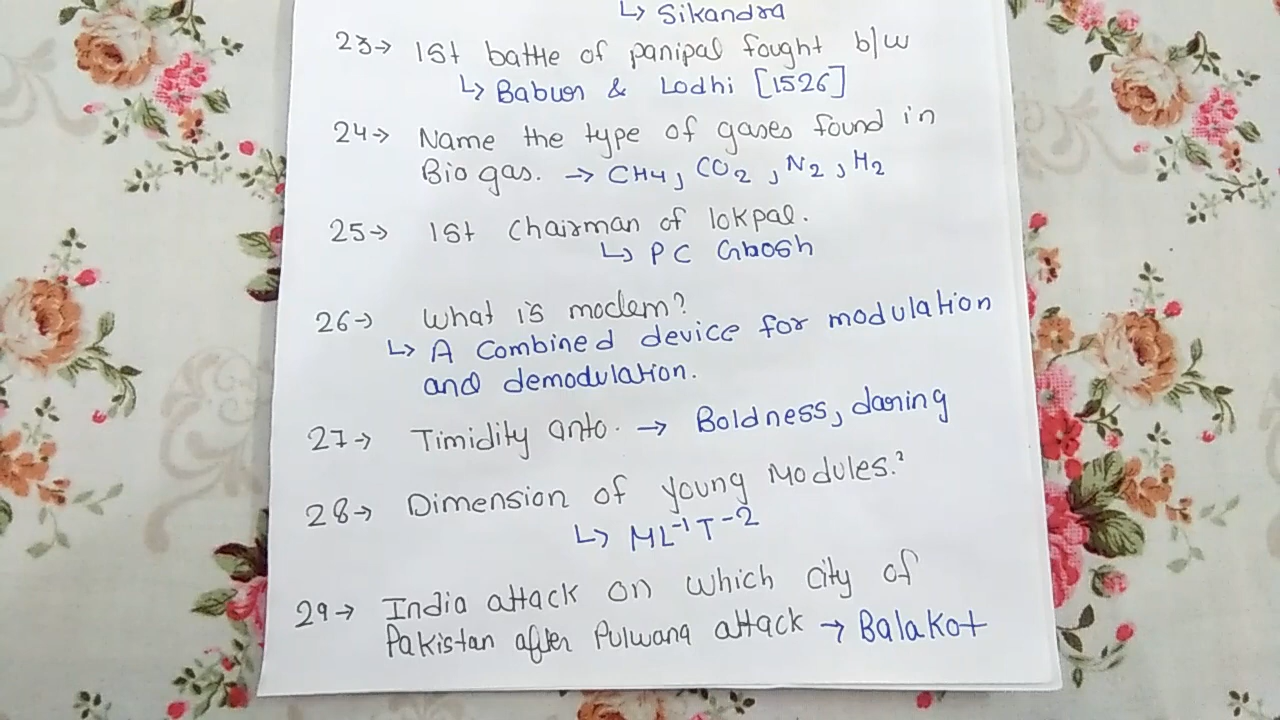 ↳ Sikandra
23→ 1st battle of panipal fought b/w
↳ Babur & Lodhi [1526]
24→ Name the type of gases found in
Bio gas. → CH4, CO2, N2, H2
25→ 1st Chairman of lokpal.
↳ PC Ghosh
26→ What is modem?
↳ A Combined device for modulation
and demodulation.
27→ Timidity anto. → Boldness, daring
28→ Dimension of young Modules.?
↳ ML⁻¹T⁻²
29→ India attack on which city of
Pakistan after Pulwana attack → Balakot